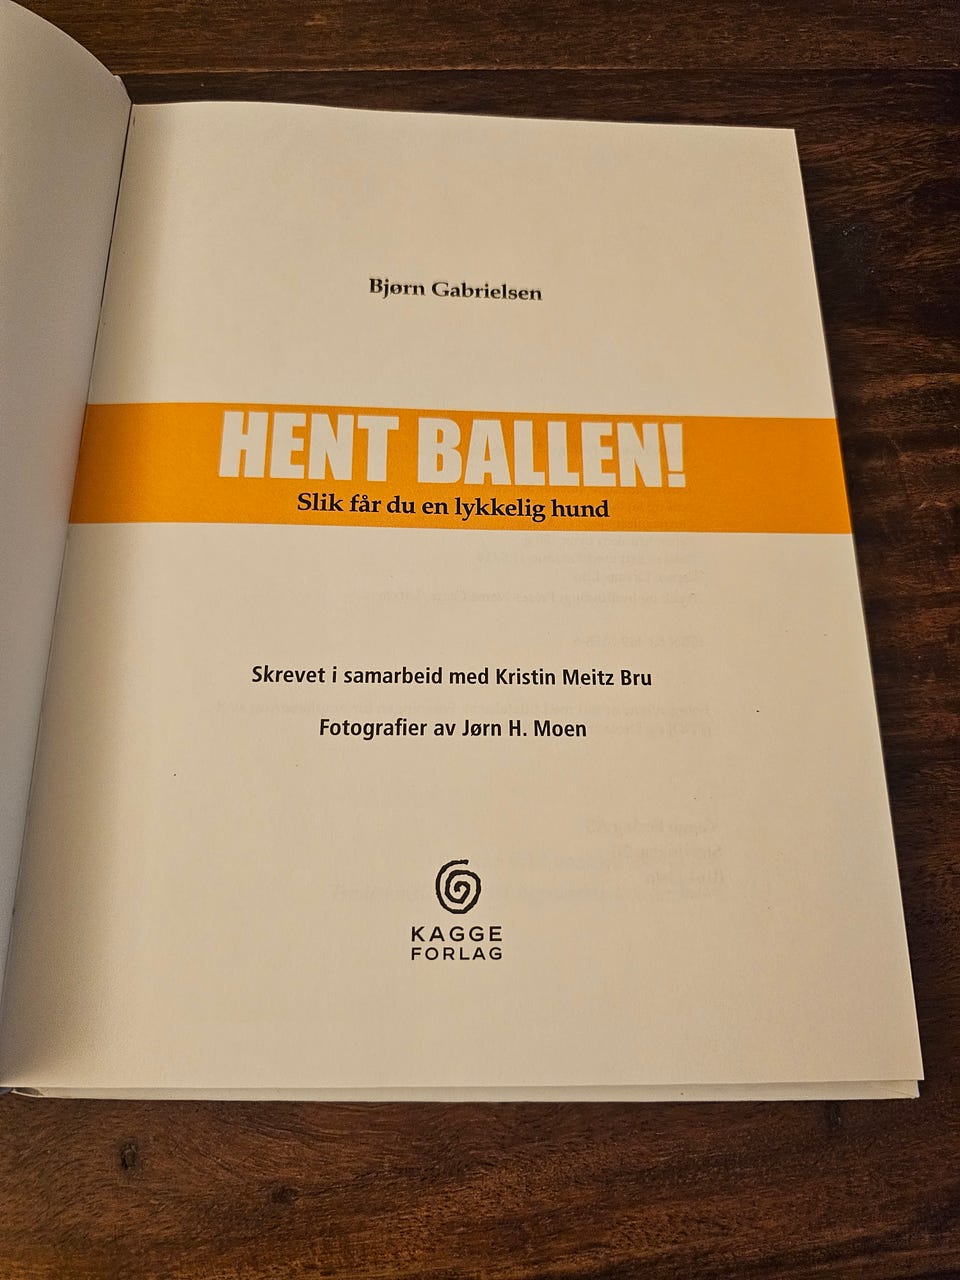 Bjørn Gabrielsen
HENT BALLEN!
Slik får du en lykkelig hund
Skrevet i samarbeid med Kristin Meitz Bru
Fotografier av Jørn H. Moen
KAGGE
FORLAG